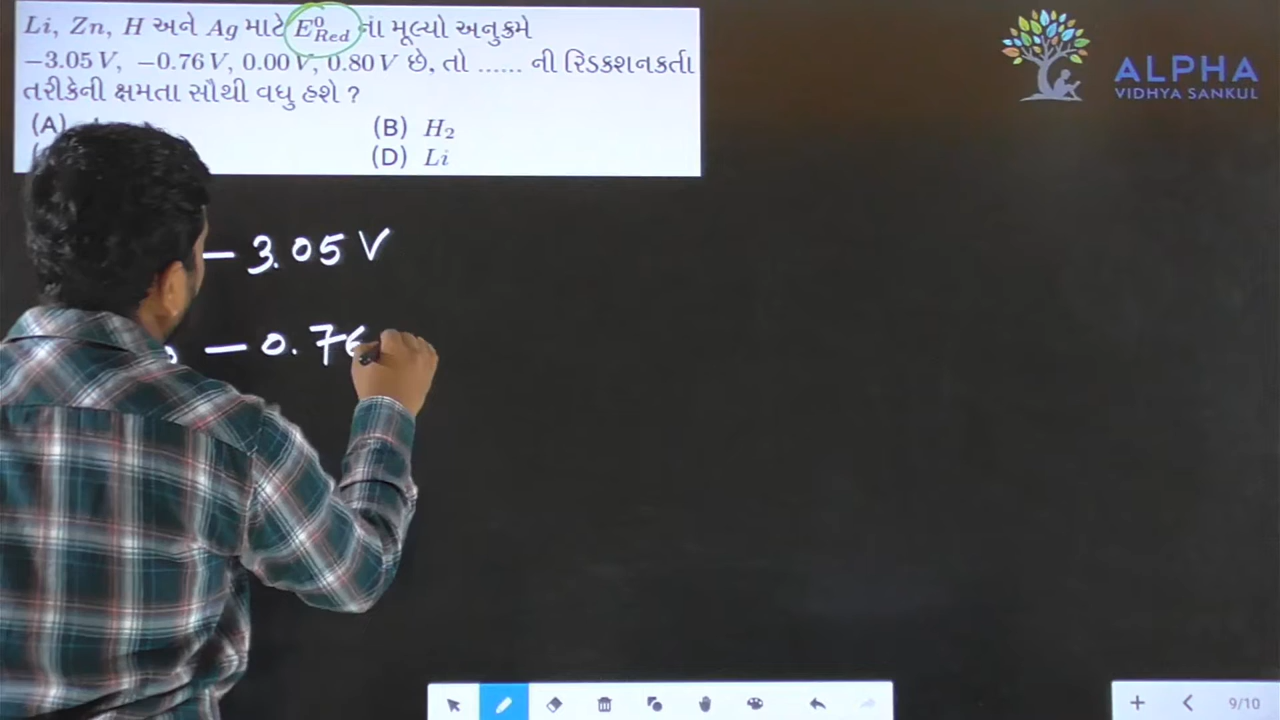 Li, Zn, H અને Ag માટે E⁰Red નાં મૂલ્યો અનુક્રમે
−3.05 V, −0.76 V, 0.00 V, 0.80 V છે, તો ...... ની રિડક્શનકર્તા
તરીકેની ક્ષમતા સૌથી વધુ હશે ?
(A)
(B) H₂
(D) Li
ALPHA
VIDHYA SANKUL
− 3.05 V
− 0.76
9/10